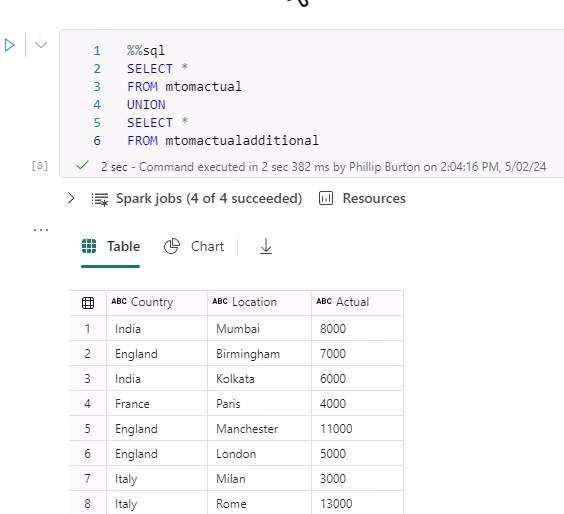 1 %%sql
2 SELECT *
3 FROM mtomactual
4 UNION
5 SELECT *
6 FROM mtomactualadditional
[8] 2 sec - Command executed in 2 sec 382 ms by Phillip Burton on 2:04:16 PM, 5/02/24
Spark jobs (4 of 4 succeeded) Resources
...
Table Chart
ABC Country ABC Location ABC Actual
1 India Mumbai 8000
2 England Birmingham 7000
3 India Kolkata 6000
4 France Paris 4000
5 England Manchester 11000
6 England London 5000
7 Italy Milan 3000
8 Italy Rome 13000